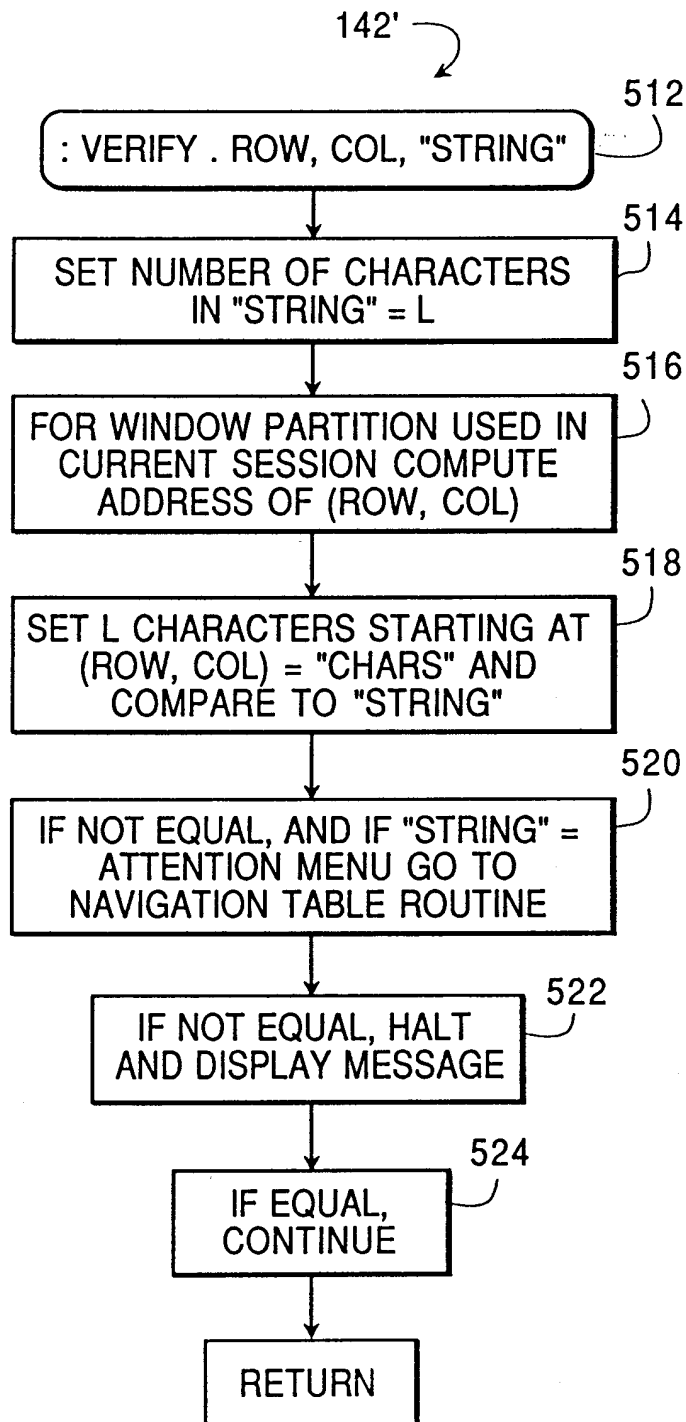 142'
512
: VERIFY . ROW, COL, "STRING"
514
SET NUMBER OF CHARACTERS
IN "STRING" = L
516
FOR WINDOW PARTITION USED IN
CURRENT SESSION COMPUTE
ADDRESS OF (ROW, COL)
518
SET L CHARACTERS STARTING AT
(ROW, COL) = "CHARS" AND
COMPARE TO "STRING"
520
IF NOT EQUAL, AND IF "STRING" =
ATTENTION MENU GO TO
NAVIGATION TABLE ROUTINE
522
IF NOT EQUAL, HALT
AND DISPLAY MESSAGE
524
IF EQUAL,
CONTINUE
RETURN